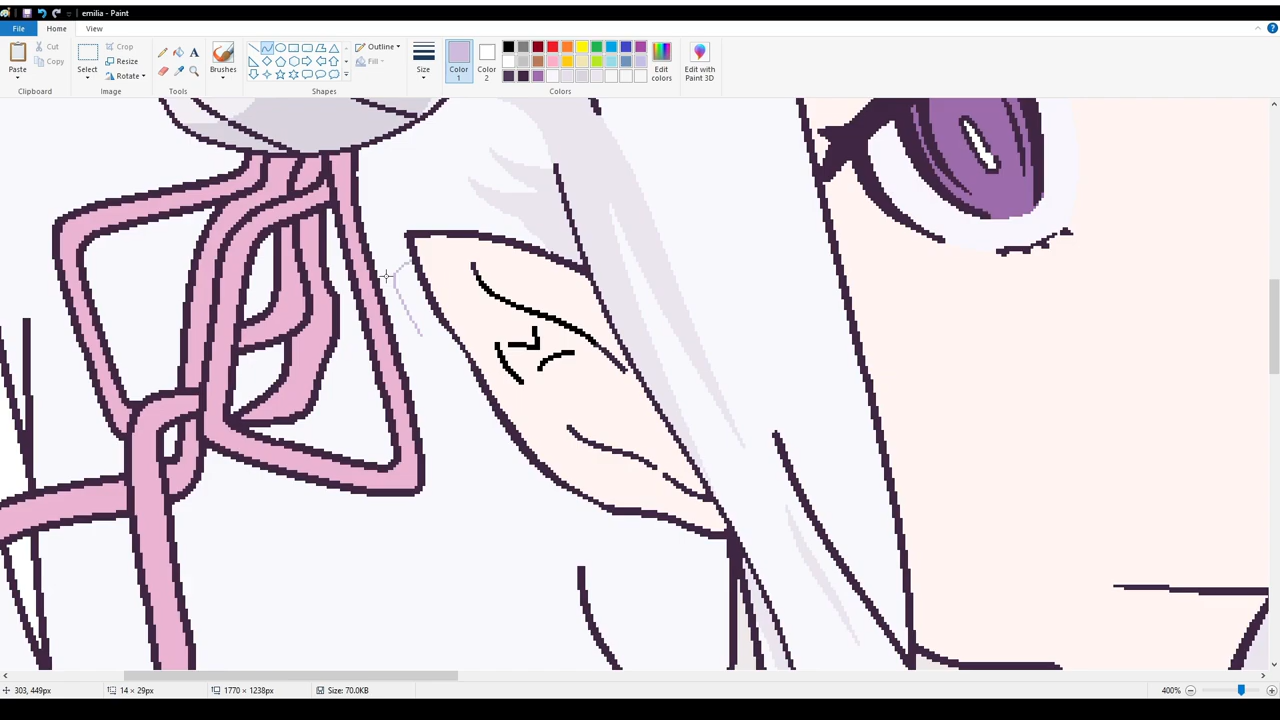 emilia - Paint
File Home View
Cut
Copy
Paste
Clipboard
Select
Crop
Resize
Rotate
Image
A
Tools
Brushes
Outline
Fill
Shapes
Size
Color
1
Color
2
Edit
colors
Edit with
Paint 3D
Colors
303, 449px
14 × 29px
1770 × 1238px
Size: 70.0KB
400%